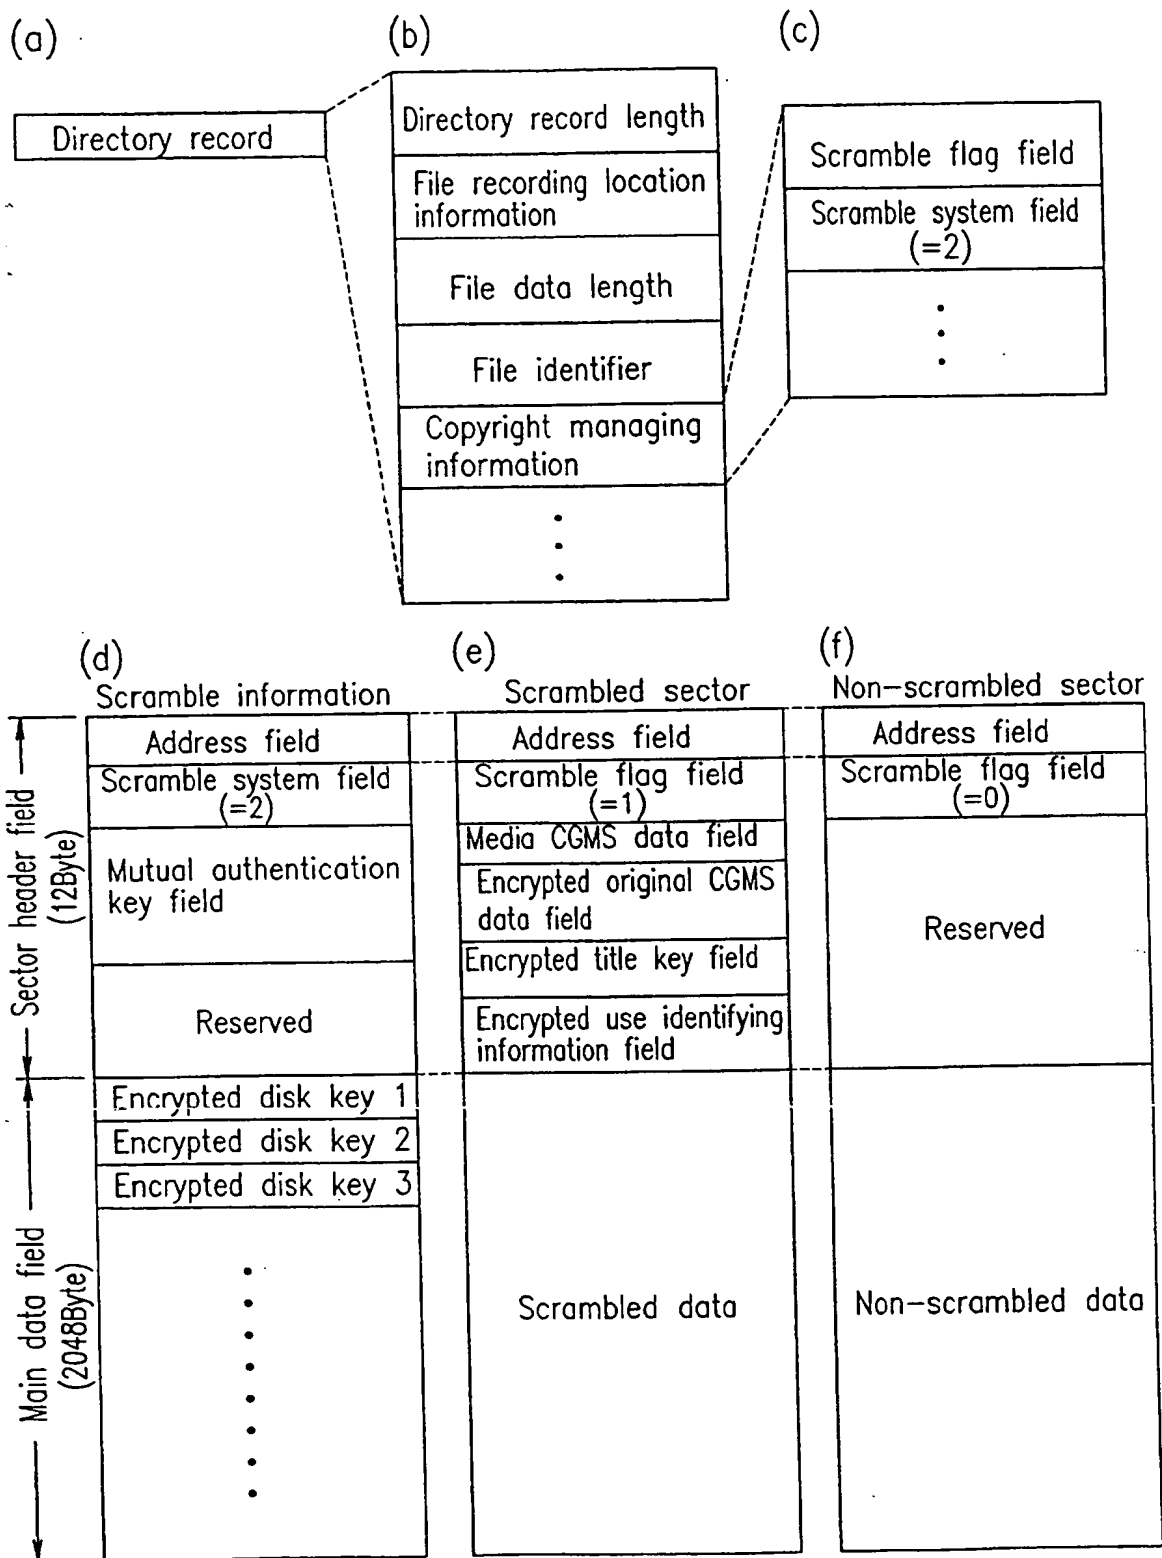 (a)
Directory record
(b)
Directory record length
File recording location
information
File data length
File identifier
Copyright managing
information
(c)
Scramble flag field
Scramble system field
(=2)
(d)
Scramble information
Address field
Scramble system field
(=2)
Mutual authentication
key field
Reserved
Encrypted disk key 1
Encrypted disk key 2
Encrypted disk key 3
(e)
Scrambled sector
Address field
Scramble flag field
(=1)
Media CGMS data field
Encrypted original CGMS
data field
Encrypted title key field
Encrypted use identifying
information field
Scrambled data
(f)
Non-scrambled sector
Address field
Scramble flag field
(=0)
Reserved
Non-scrambled data
Sector header field
(12Byte)
Main data field
(2048Byte)